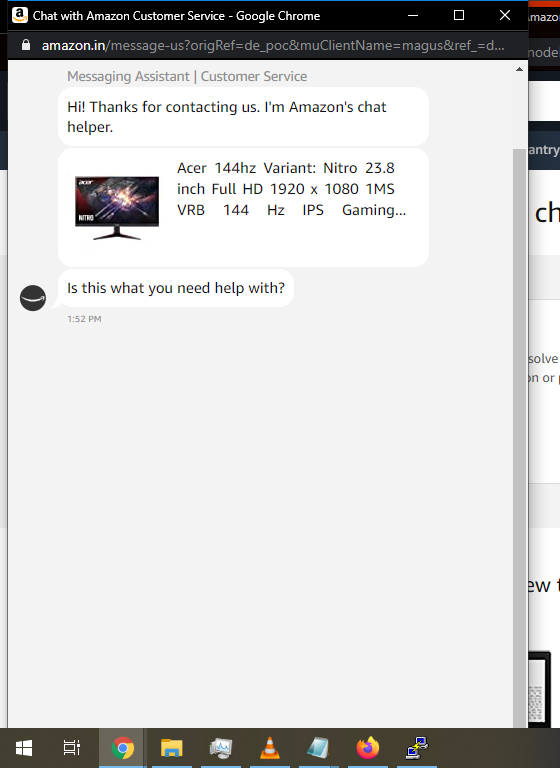 Chat with Amazon Customer Service - Google Chrome
amazon.in/message-us?origRef=de_poc&muClientName=magus&ref_=d...
Messaging Assistant | Customer Service
Hi! Thanks for contacting us. I'm Amazon's chat
helper.
acer
NITRO
Acer 144hz Variant: Nitro 23.8
inch Full HD 1920 x 1080 1MS
VRB 144 Hz IPS Gaming...
Is this what you need help with?
1:52 PM
mazo
node
antry
ch
solve
on or
ew t